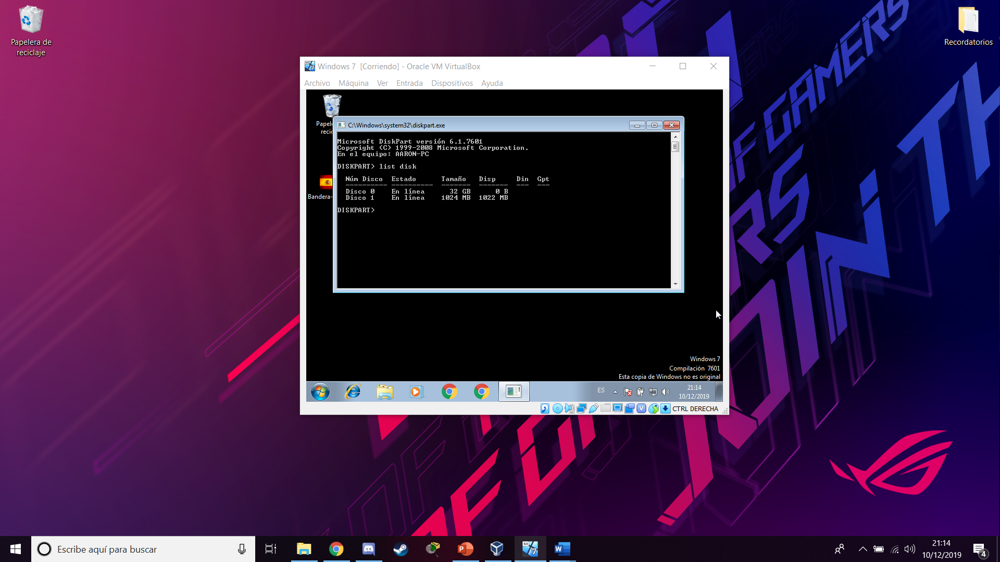 Papelera de
reciclaje
Recordatorios
Windows 7 [Corriendo] - Oracle VM VirtualBox
Archivo Máquina Ver Entrada Dispositivos Ayuda
C:\Windows\system32\diskpart.exe
Microsoft DiskPart versión 6.1.7601
Copyright (C) 1999-2008 Microsoft Corporation.
En el equipo: AARON-PC
DISKPART> list disk
Núm Disco Estado Tamaño Disp Din Gpt
---------- ---------- ------- ------- --- ---
Disco 0 En línea 32 GB 0 B
Disco 1 En línea 1024 MB 1022 MB
DISKPART>
Bandera-
Windows 7
Compilación 7601
Esta copia de Windows no es original
ES
21:14
10/12/2019
CTRL DERECHA
Escribe aquí para buscar
21:14
10/12/2019
4